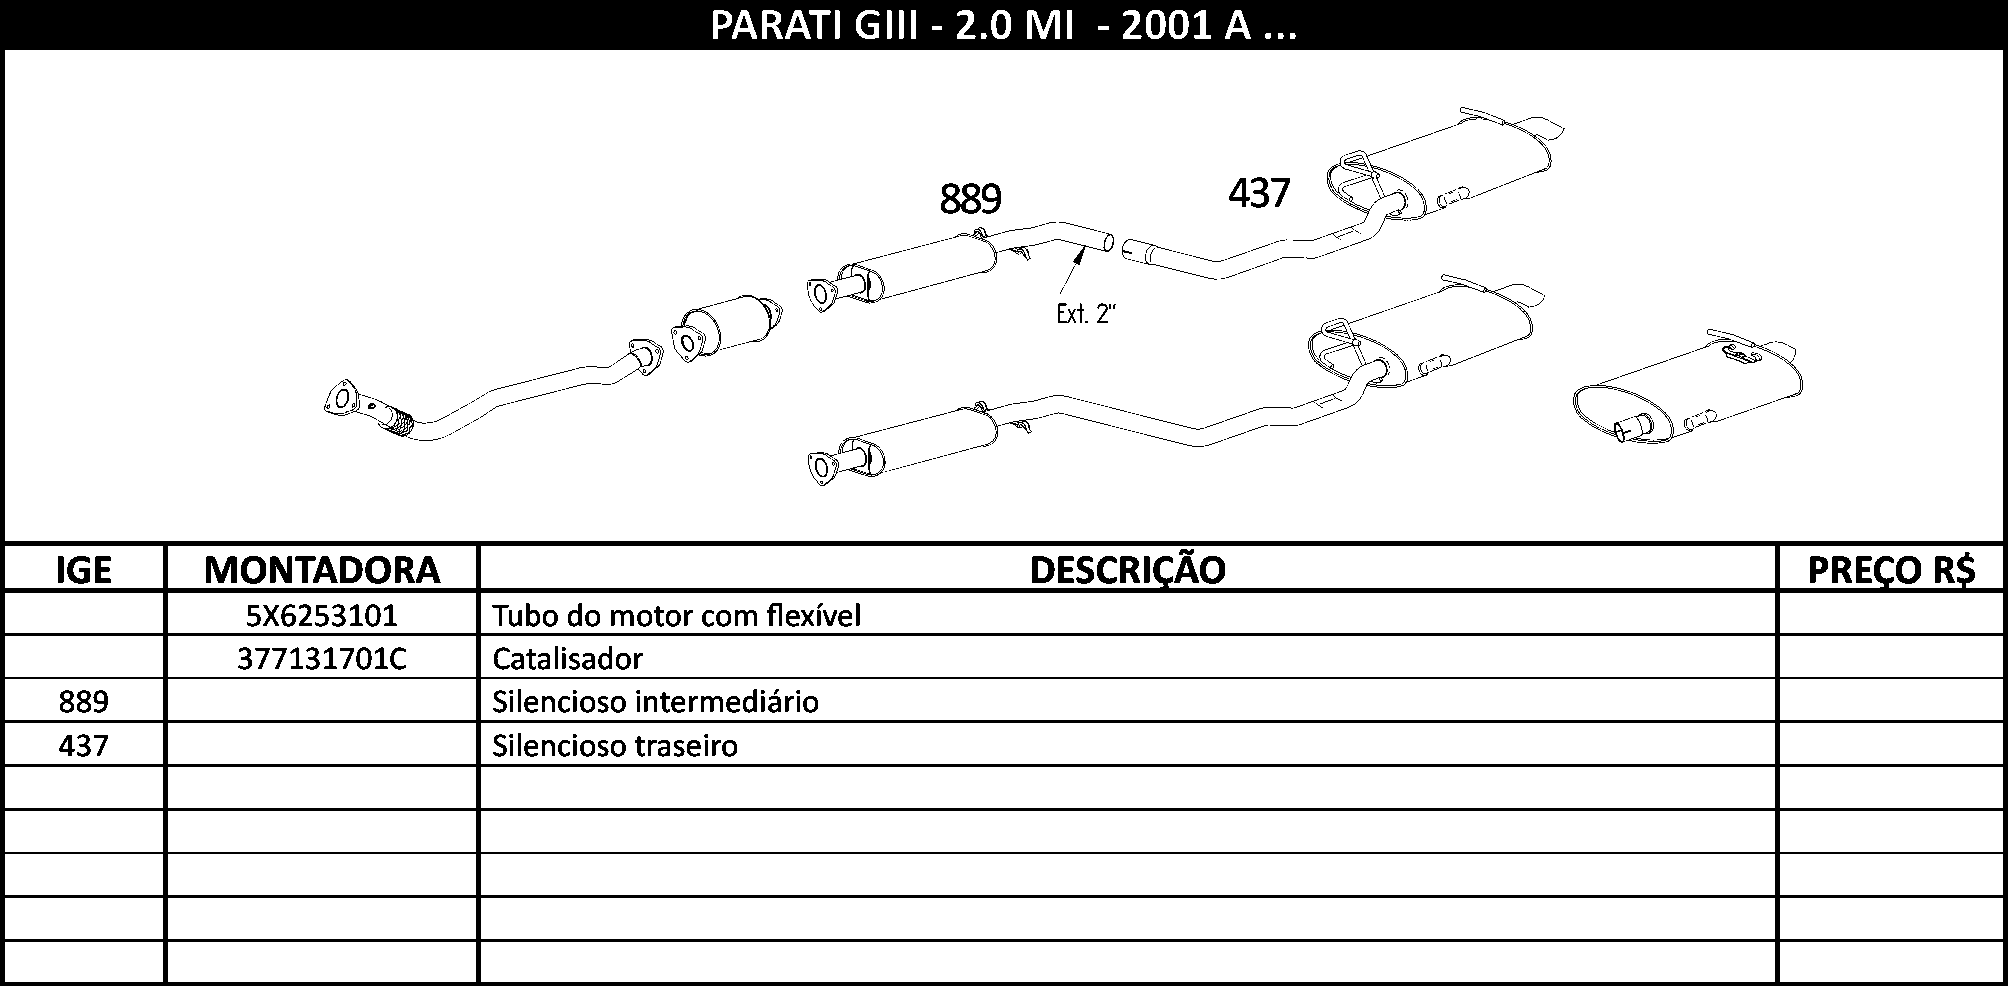 PARATI GIII - 2.0 MI  - 2001 A ...
889
437
Ext. 2"
IGE MONTADORA DESCRIÇÃO PREÇO R$
5X6253101 Tubo do motor com flexível
377131701C Catalisador
889 Silencioso intermediário
437 Silencioso traseiro